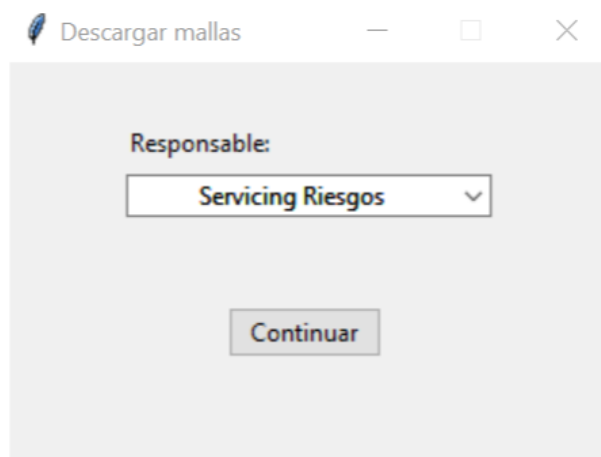 Descargar mallas
Responsable:
Servicing Riesgos
Continuar